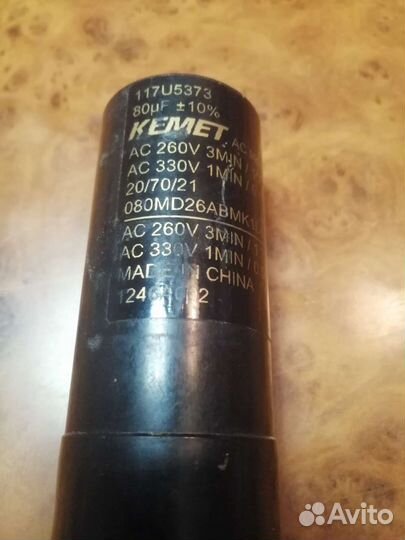 117U5373
80µF ±10%
KEMET AC
AC 260V 3MIN /
AC 330V 1MIN /
20/70/21
080MD26ABMK
AC 260V 3MIN /
AC 330V 1MIN /
MADE IN CHINA
Avito